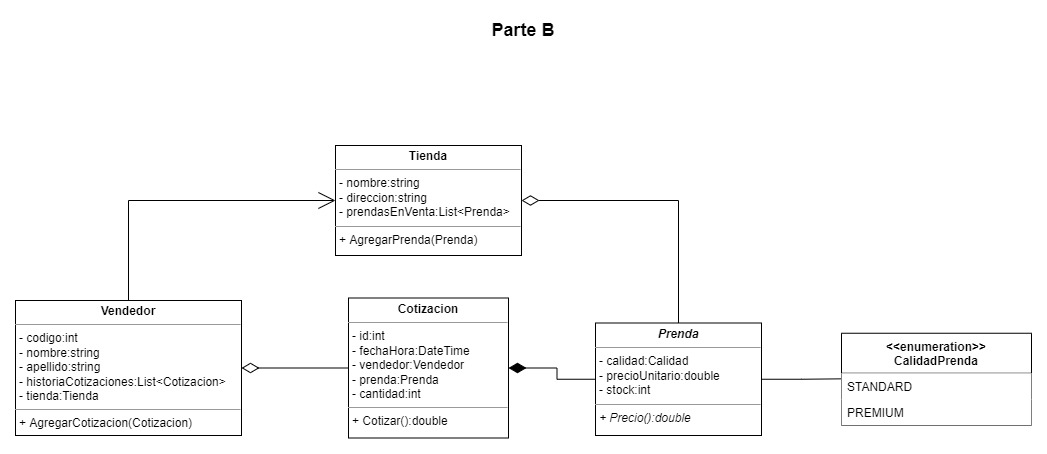 Parte B
Tienda
- nombre:string
- direccion:string
- prendasEnVenta:List<Prenda>
+ AgregarPrenda(Prenda)
Vendedor
- codigo:int
- nombre:string
- apellido:string
- historiaCotizaciones:List<Cotizacion>
- tienda:Tienda
+ AgregarCotizacion(Cotizacion)
Cotizacion
- id:int
- fechaHora:DateTime
- vendedor:Vendedor
- prenda:Prenda
- cantidad:int
+ Cotizar():double
Prenda
- calidad:Calidad
- precioUnitario:double
- stock:int
+ Precio():double
<<enumeration>>
CalidadPrenda
STANDARD
PREMIUM